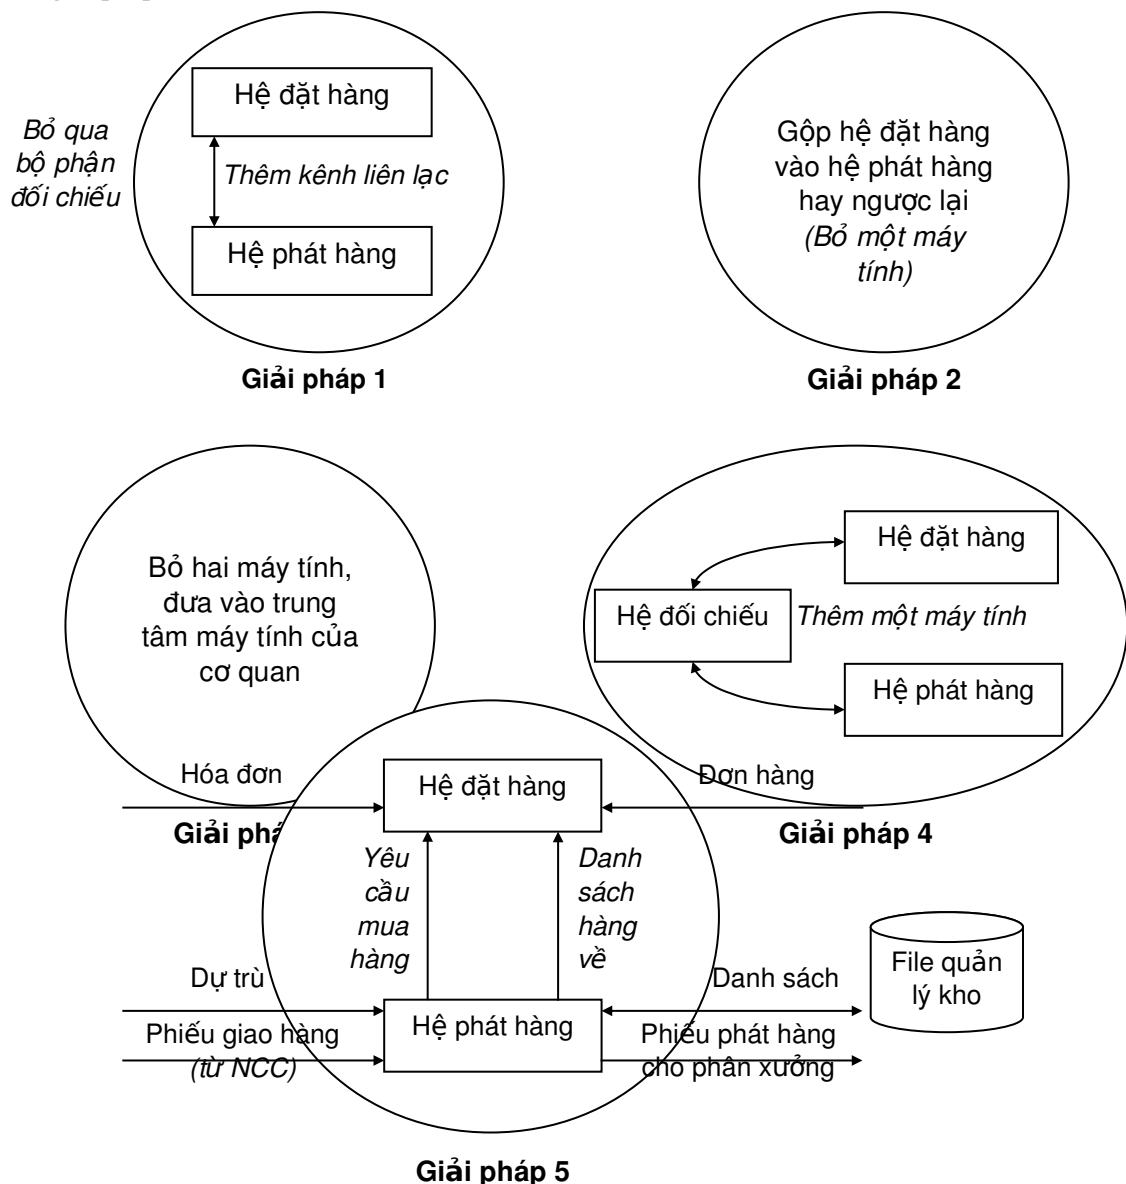 Hệ đặt hàng
Bỏ qua
bộ phận
đối chiếu
Thêm kênh liên lạc
Hệ phát hàng
Giải pháp 1
Gộp hệ đặt hàng
vào hệ phát hàng
hay ngược lại
(Bỏ một máy
tính)
Giải pháp 2
Bỏ hai máy tính,
đưa vào trung
tâm máy tính của
cơ quan
Giải
Hệ đặt hàng
Hệ đối chiếu
Thêm một máy tính
Hệ phát hàng
Giải pháp 4
Hóa đơn
Hệ đặt hàng
Đơn hàng
Yêu
cầu
mua
hàng
Danh
sách
hàng
về
Dự trù
Phiếu giao hàng
(từ NCC)
Hệ phát hàng
Danh sách
Phiếu phát hàng
cho phân xưởng
File quản
lý kho
Giải pháp 5